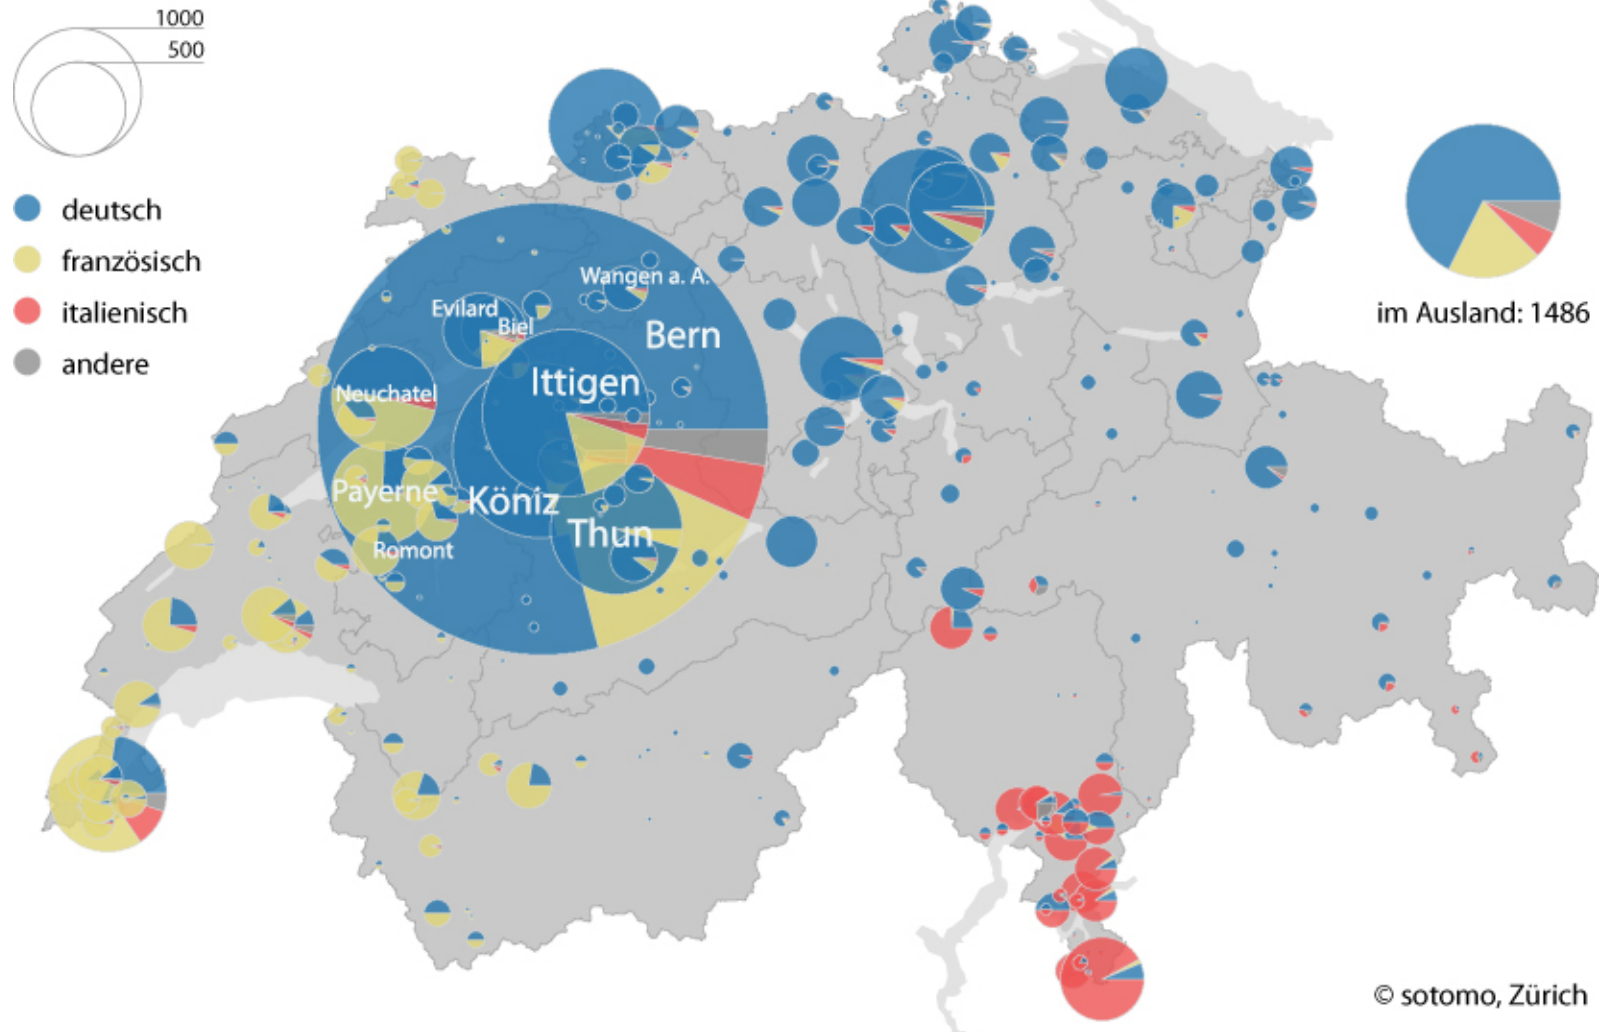 1000
500
deutsch
französisch
italienisch
andere
Wangen a. A.
Evilard
Biel
Bern
Ittigen
Neuchatel
Payerne
Köniz
Thun
Romont
im Ausland: 1486
© sotomo, Zürich